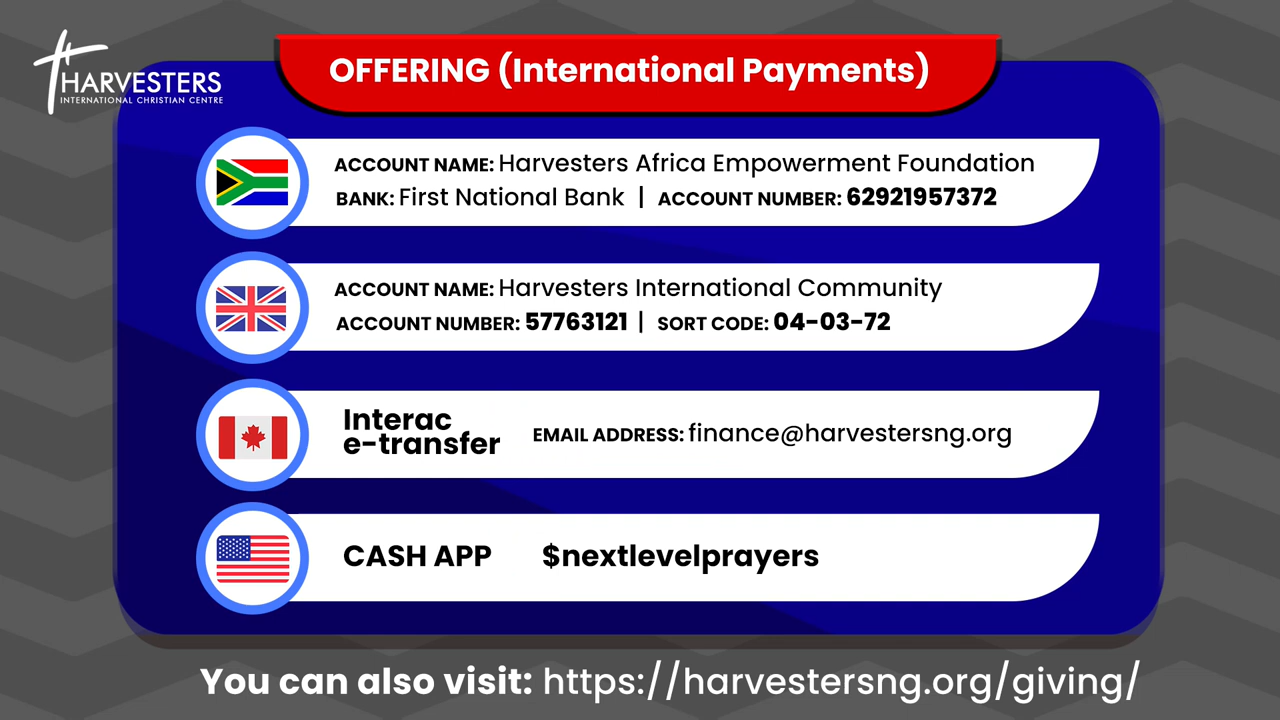 HARVESTERS
INTERNATIONAL CHRISTIAN CENTRE
OFFERING (International Payments)
ACCOUNT NAME: Harvesters Africa Empowerment Foundation
BANK: First National Bank | ACCOUNT NUMBER: 62921957372
ACCOUNT NAME: Harvesters International Community
ACCOUNT NUMBER: 57763121 | SORT CODE: 04-03-72
Interac
e-transfer
EMAIL ADDRESS: finance@harvestersng.org
CASH APP $nextlevelprayers
You can also visit: https://harvestersng.org/giving/